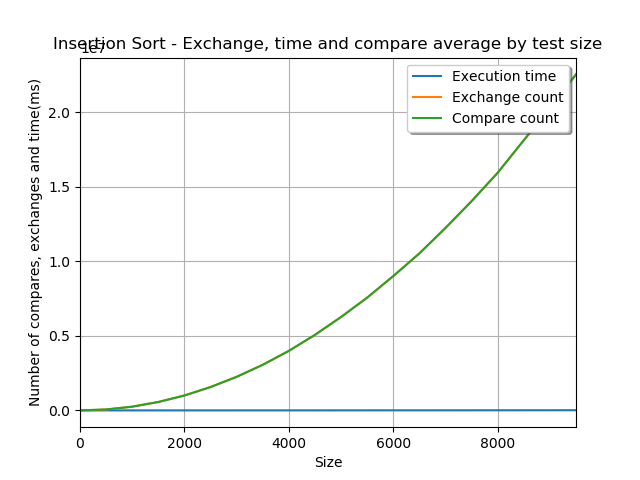 Insertion Sort - Exchange, time and compare average by test size
1e7
Execution time
Exchange count
Compare count
Number of compares, exchanges and time(ms)
2.0
1.5
1.0
0.5
0.0
0 2000 4000 6000 8000
Size